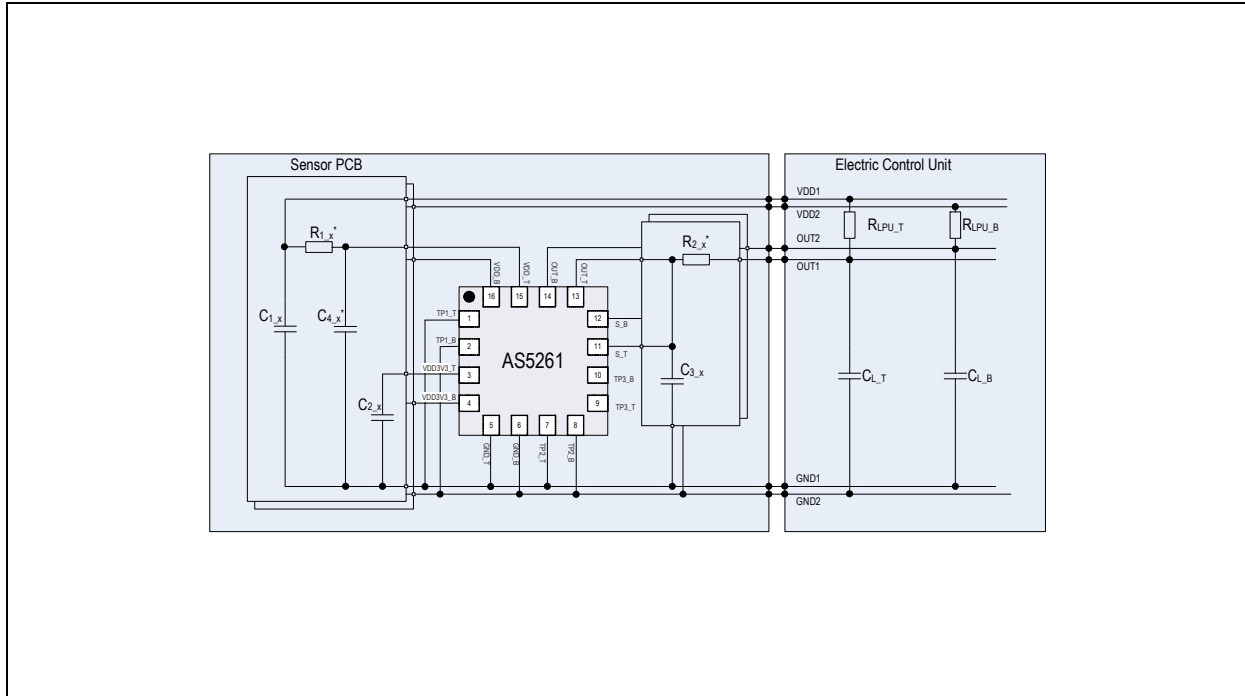 Sensor PCB
Electric Control Unit
VDD1
VDD2
R1_x*
R2_x*
RLPU_T
RLPU_B
OUT2
OUT1
VDD_B
VDD_T
OUT_B
OUT_T
16
15
14
13
C1_x
C4_x*
TP1_T
1
12
S_B
TP1_B
2
11
S_T
AS5261
VDD3V3_T
3
10
TP3_B
C3_x
CL_T
CL_B
C2_x
VDD3V3_B
4
9
TP3_T
5
6
7
8
GND_T
GND_B
TP2_T
TP2_B
GND1
GND2